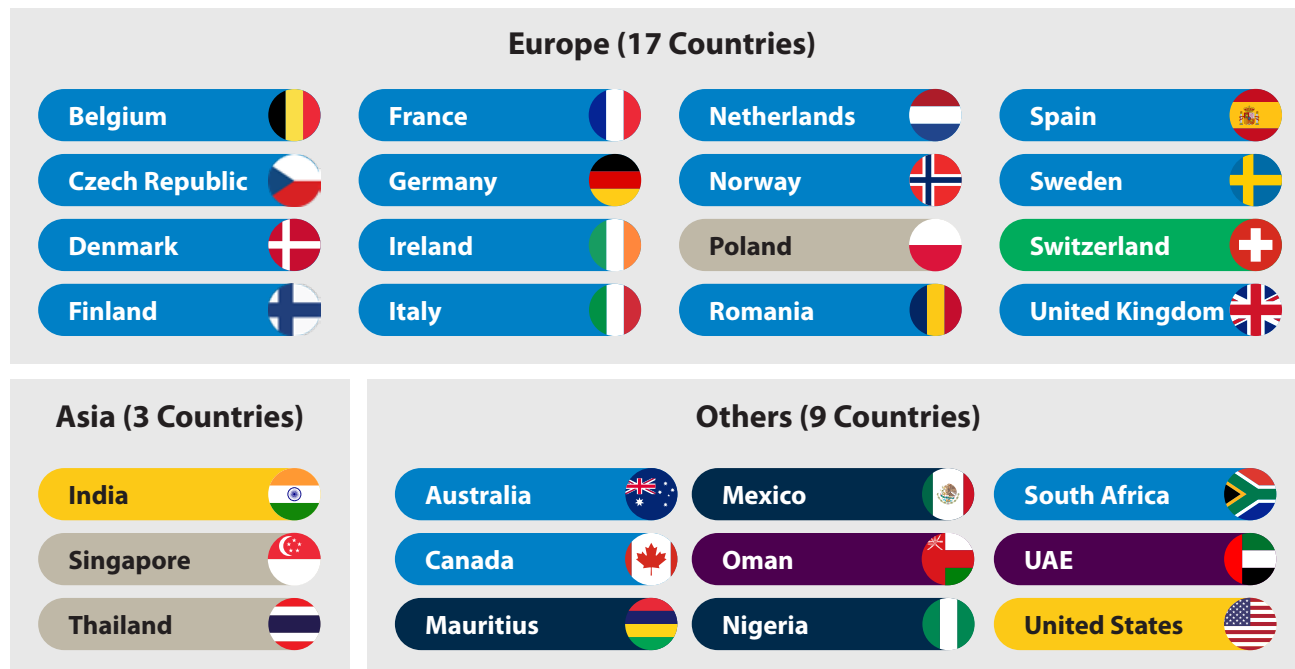 Europe (17 Countries)
Belgium
France
Netherlands
Spain
Czech Republic
Germany
Norway
Sweden
Denmark
Ireland
Poland
Switzerland
Finland
Italy
Romania
United Kingdom
Asia (3 Countries)
India
Singapore
Thailand
Others (9 Countries)
Australia
Mexico
South Africa
Canada
Oman
UAE
Mauritius
Nigeria
United States